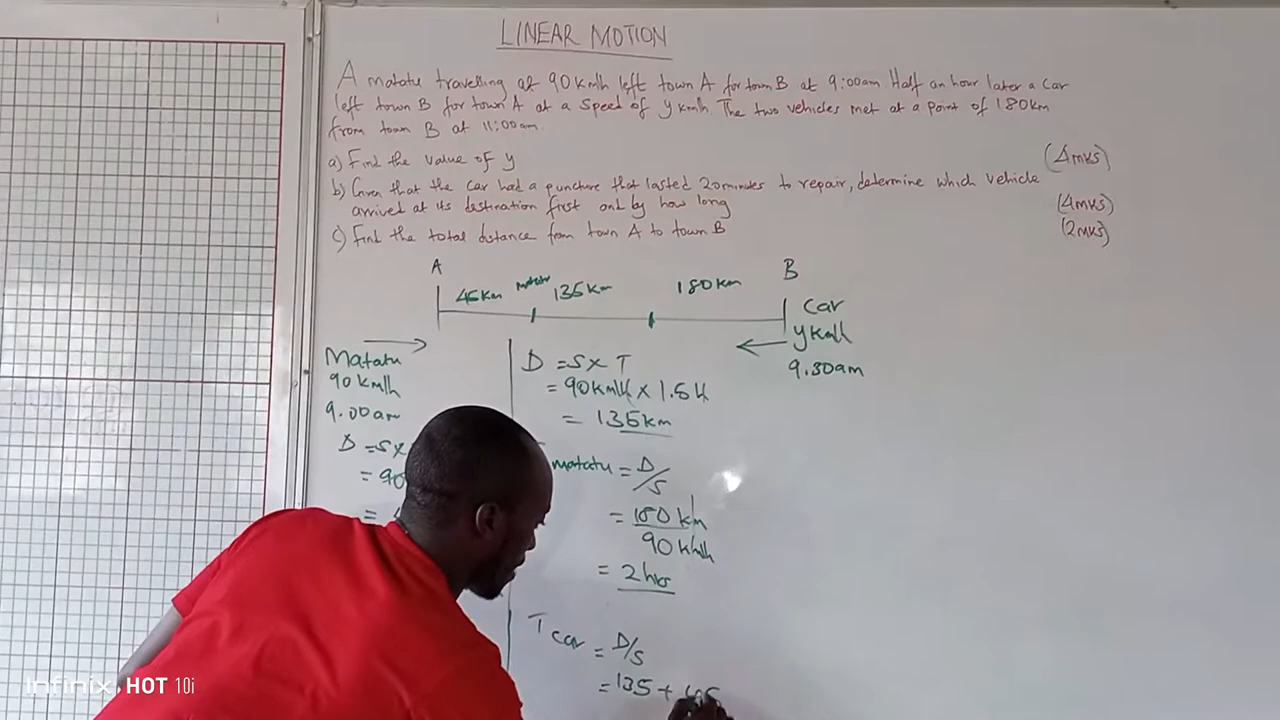 LINEAR MOTION
A matatu travelling at 90Km/h left town A for town B at 9:00am Half an hour later a car
left town B for town A at a speed of y km/h. The two vehicles met at a point of 180km
from town B at 11:00am.
a) Find the value of y (4mks)
b) Given that the car had a puncture that lasted 20minutes to repair, determine which vehicle
arrived at its destination first and by how long (4mks)
c) Find the total distance from town A to town B (2mks)
A B
45km matatu 135km 180km
Car
y km/h
9.30am
Matatu
90 km/h
9.00am
D = S x
= 90
=
D = S x T
= 90km/h x 1.5h
= 135km
matatu = D/S
= 180 km
90 km/h
= 2hrs
T car = D/S
= 135 + 45
Infinix HOT 10i